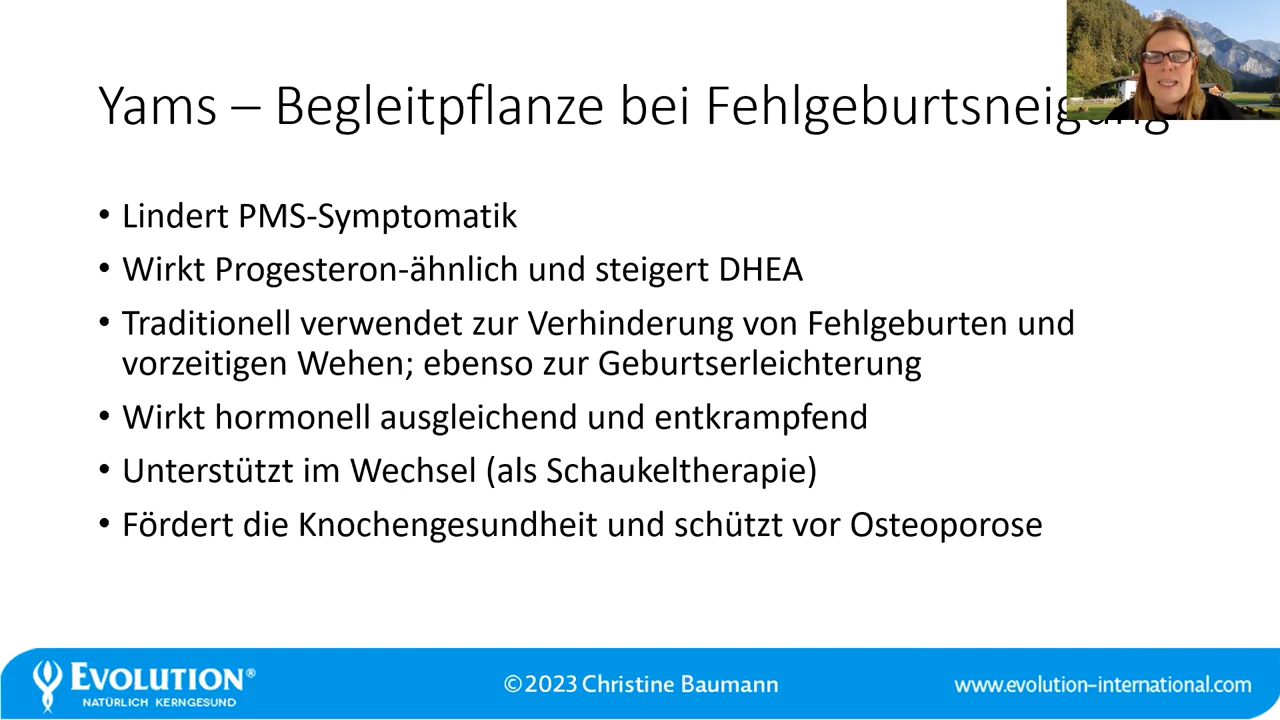 Yams – Begleitpflanze bei Fehlgeburtsneigung
• Lindert PMS-Symptomatik
• Wirkt Progesteron-ähnlich und steigert DHEA
• Traditionell verwendet zur Verhinderung von Fehlgeburten und
vorzeitigen Wehen; ebenso zur Geburtserleichterung
• Wirkt hormonell ausgleichend und entkrampfend
• Unterstützt im Wechsel (als Schaukeltherapie)
• Fördert die Knochengesundheit und schützt vor Osteoporose
EVOLUTION®
NATÜRLICH KERNGESUND
©2023 Christine Baumann
www.evolution-international.com